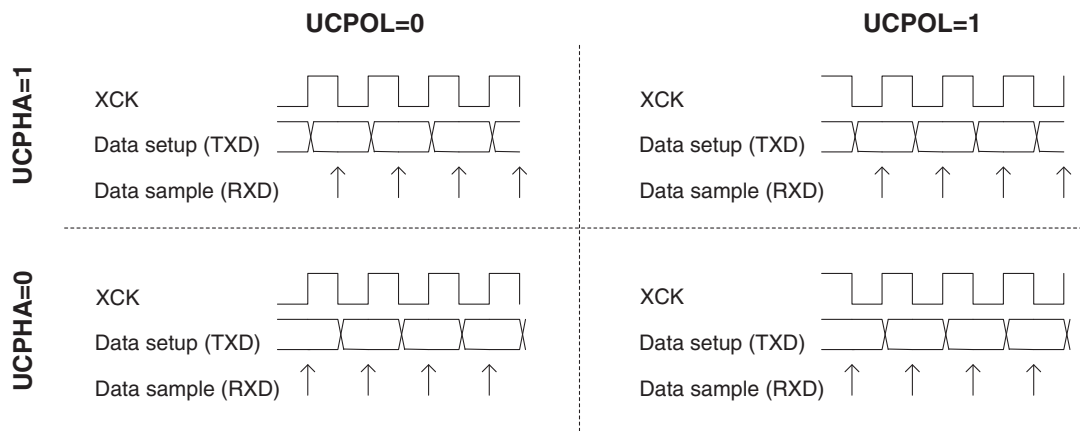 UCPOL=0
UCPOL=1
UCPHA=1
XCK
Data setup (TXD)
Data sample (RXD)
XCK
Data setup (TXD)
Data sample (RXD)
UCPHA=0
XCK
Data setup (TXD)
Data sample (RXD)
XCK
Data setup (TXD)
Data sample (RXD)